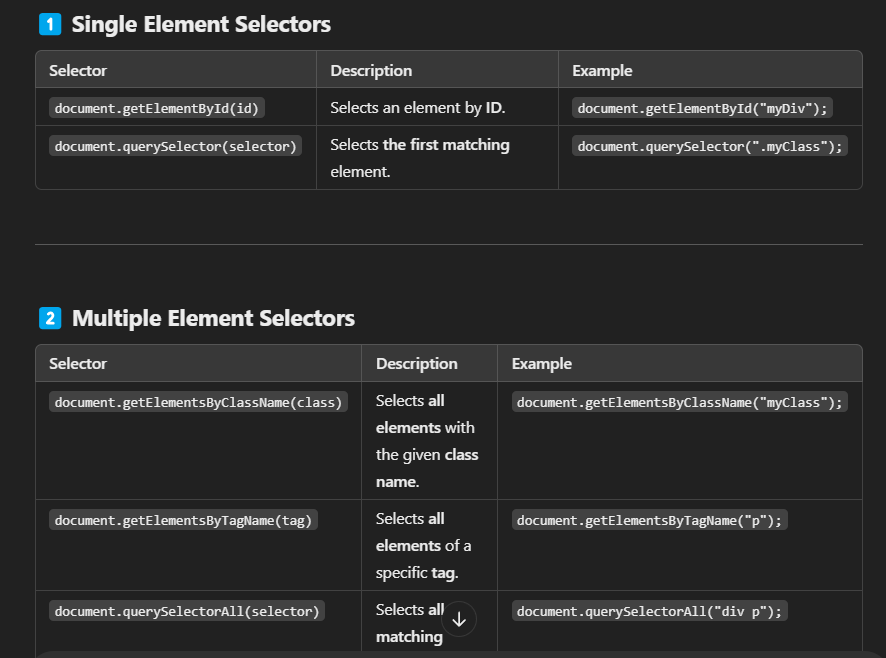 1 Single Element Selectors
Selector Description Example
document.getElementById(id) Selects an element by ID. document.getElementById("myDiv");
document.querySelector(selector) Selects the first matching document.querySelector(".myClass");
element.
2 Multiple Element Selectors
Selector Description Example
document.getElementsByClassName(class) Selects all document.getElementsByClassName("myClass");
elements with
the given class
name.
document.getElementsByTagName(tag) Selects all document.getElementsByTagName("p");
elements of a
specific tag.
document.querySelectorAll(selector) Selects all document.querySelectorAll("div p");
matching